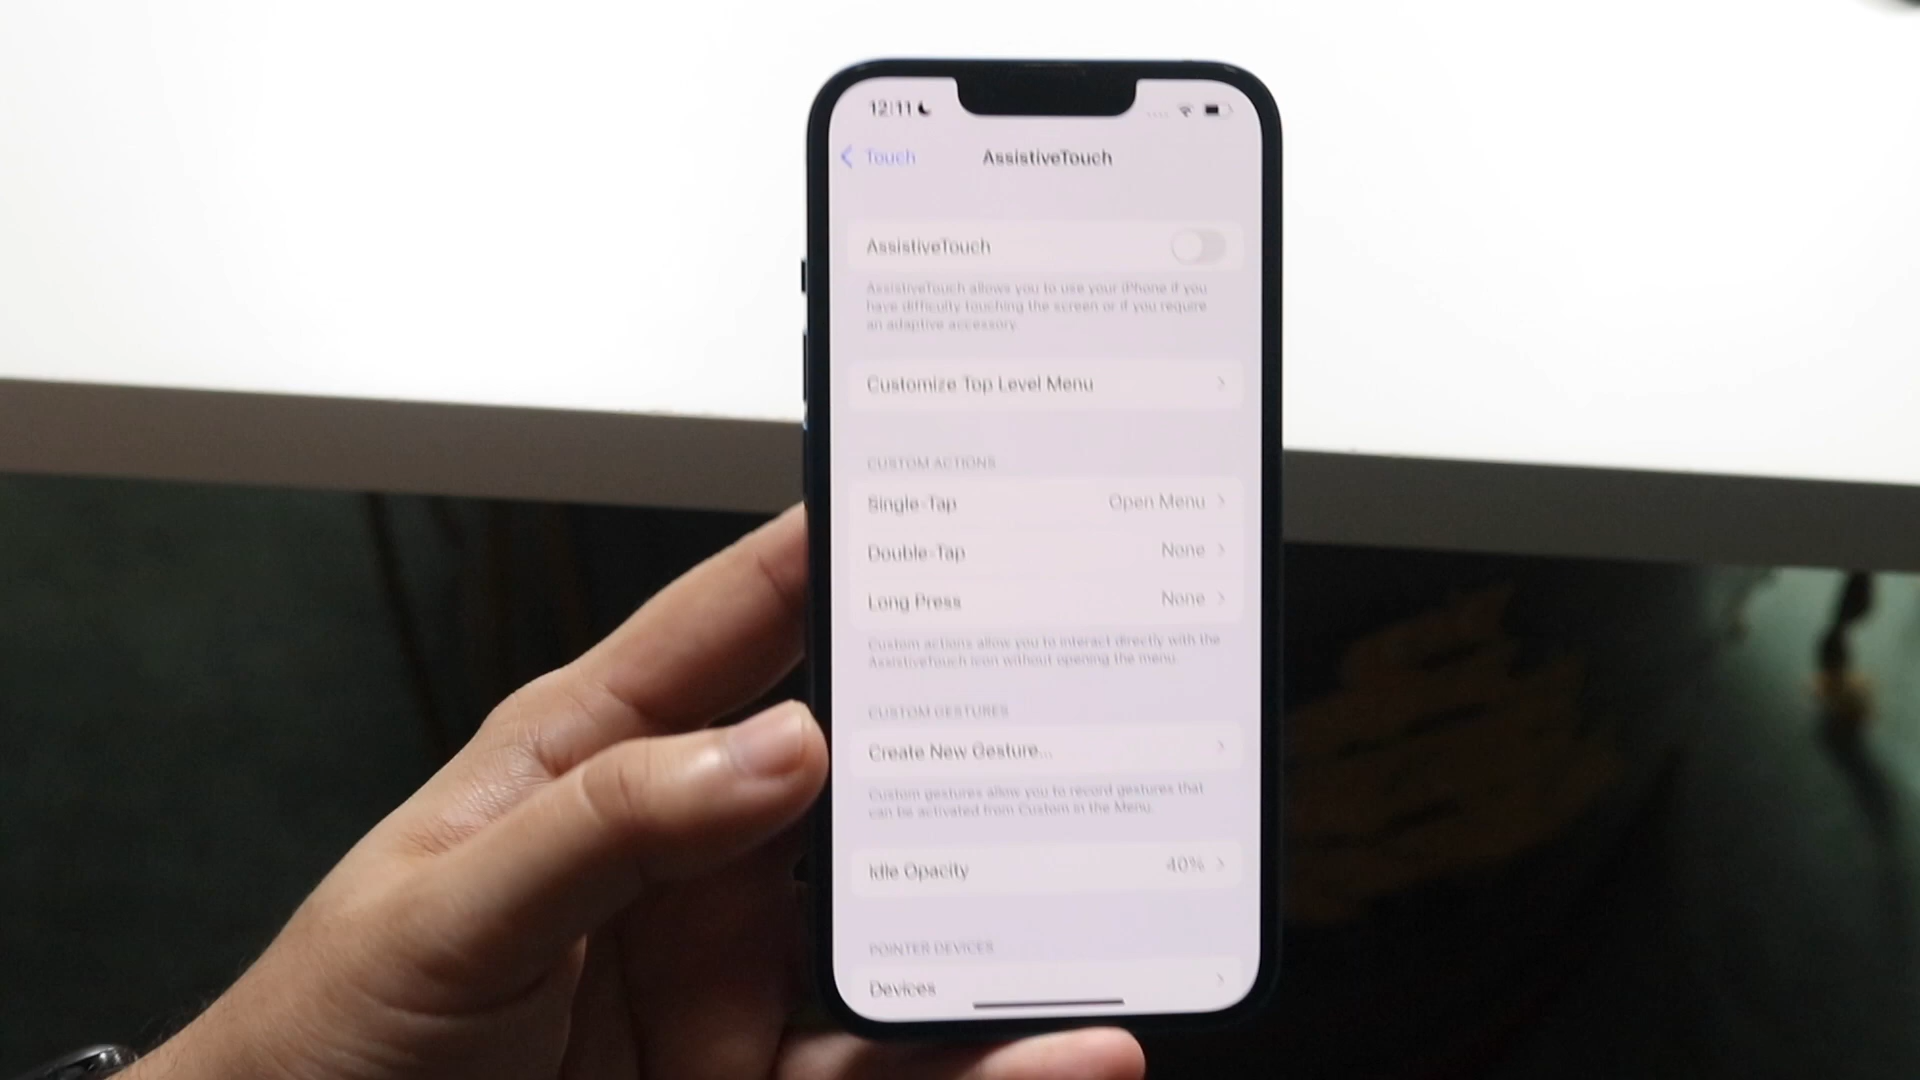 12:11
Touch
AssistiveTouch
AssistiveTouch
AssistiveTouch allows you to use your iPhone if you
have difficulty touching the screen or if you require
an adaptive accessory.
Customize Top Level Menu
CUSTOM ACTIONS
Single-Tap Open Menu
Double-Tap None
Long Press None
Custom actions allow you to interact directly with the
AssistiveTouch icon without opening the menu.
CUSTOM GESTURES
Create New Gesture...
Custom gestures allow you to record gestures that
can be activated from Custom in the Menu.
Idle Opacity 40%
POINTER DEVICES
Devices